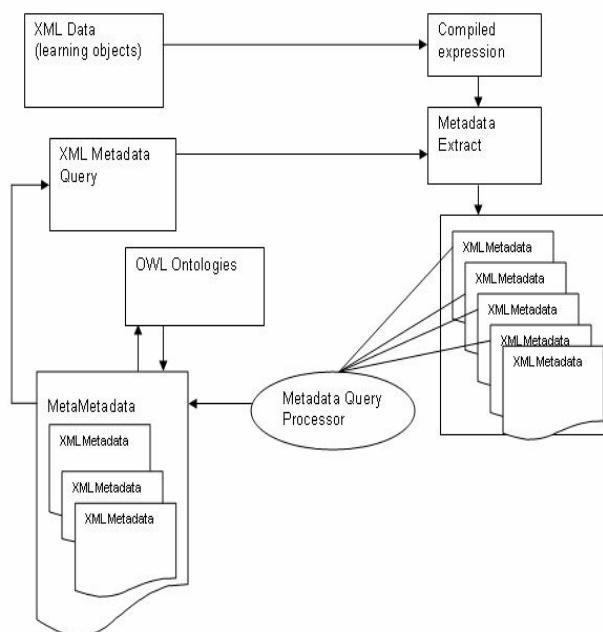 XML Data
(learning objects)
Compiled
expression
XML Metadata
Query
Metadata
Extract
OWL Ontologies
XMLMetadata
XMLMetadata
XMLMetadata
XMLMetadata
XMLMetadata
MetaMetadata
XMLMetadata
XMLMetadata
XMLMetadata
Metadata Query
Processor